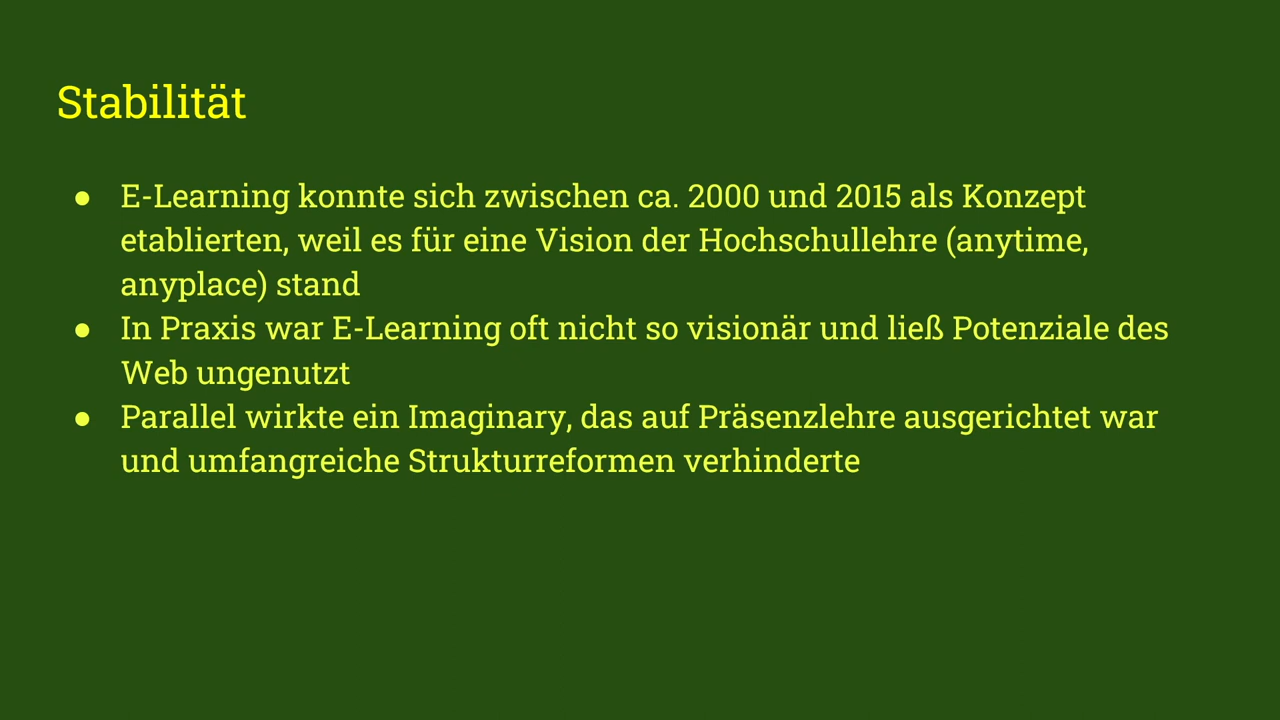 Stabilität
● E-Learning konnte sich zwischen ca. 2000 und 2015 als Konzept
etablierten, weil es für eine Vision der Hochschullehre (anytime,
anyplace) stand
● In Praxis war E-Learning oft nicht so visionär und ließ Potenziale des
Web ungenutzt
● Parallel wirkte ein Imaginary, das auf Präsenzlehre ausgerichtet war
und umfangreiche Strukturreformen verhinderte